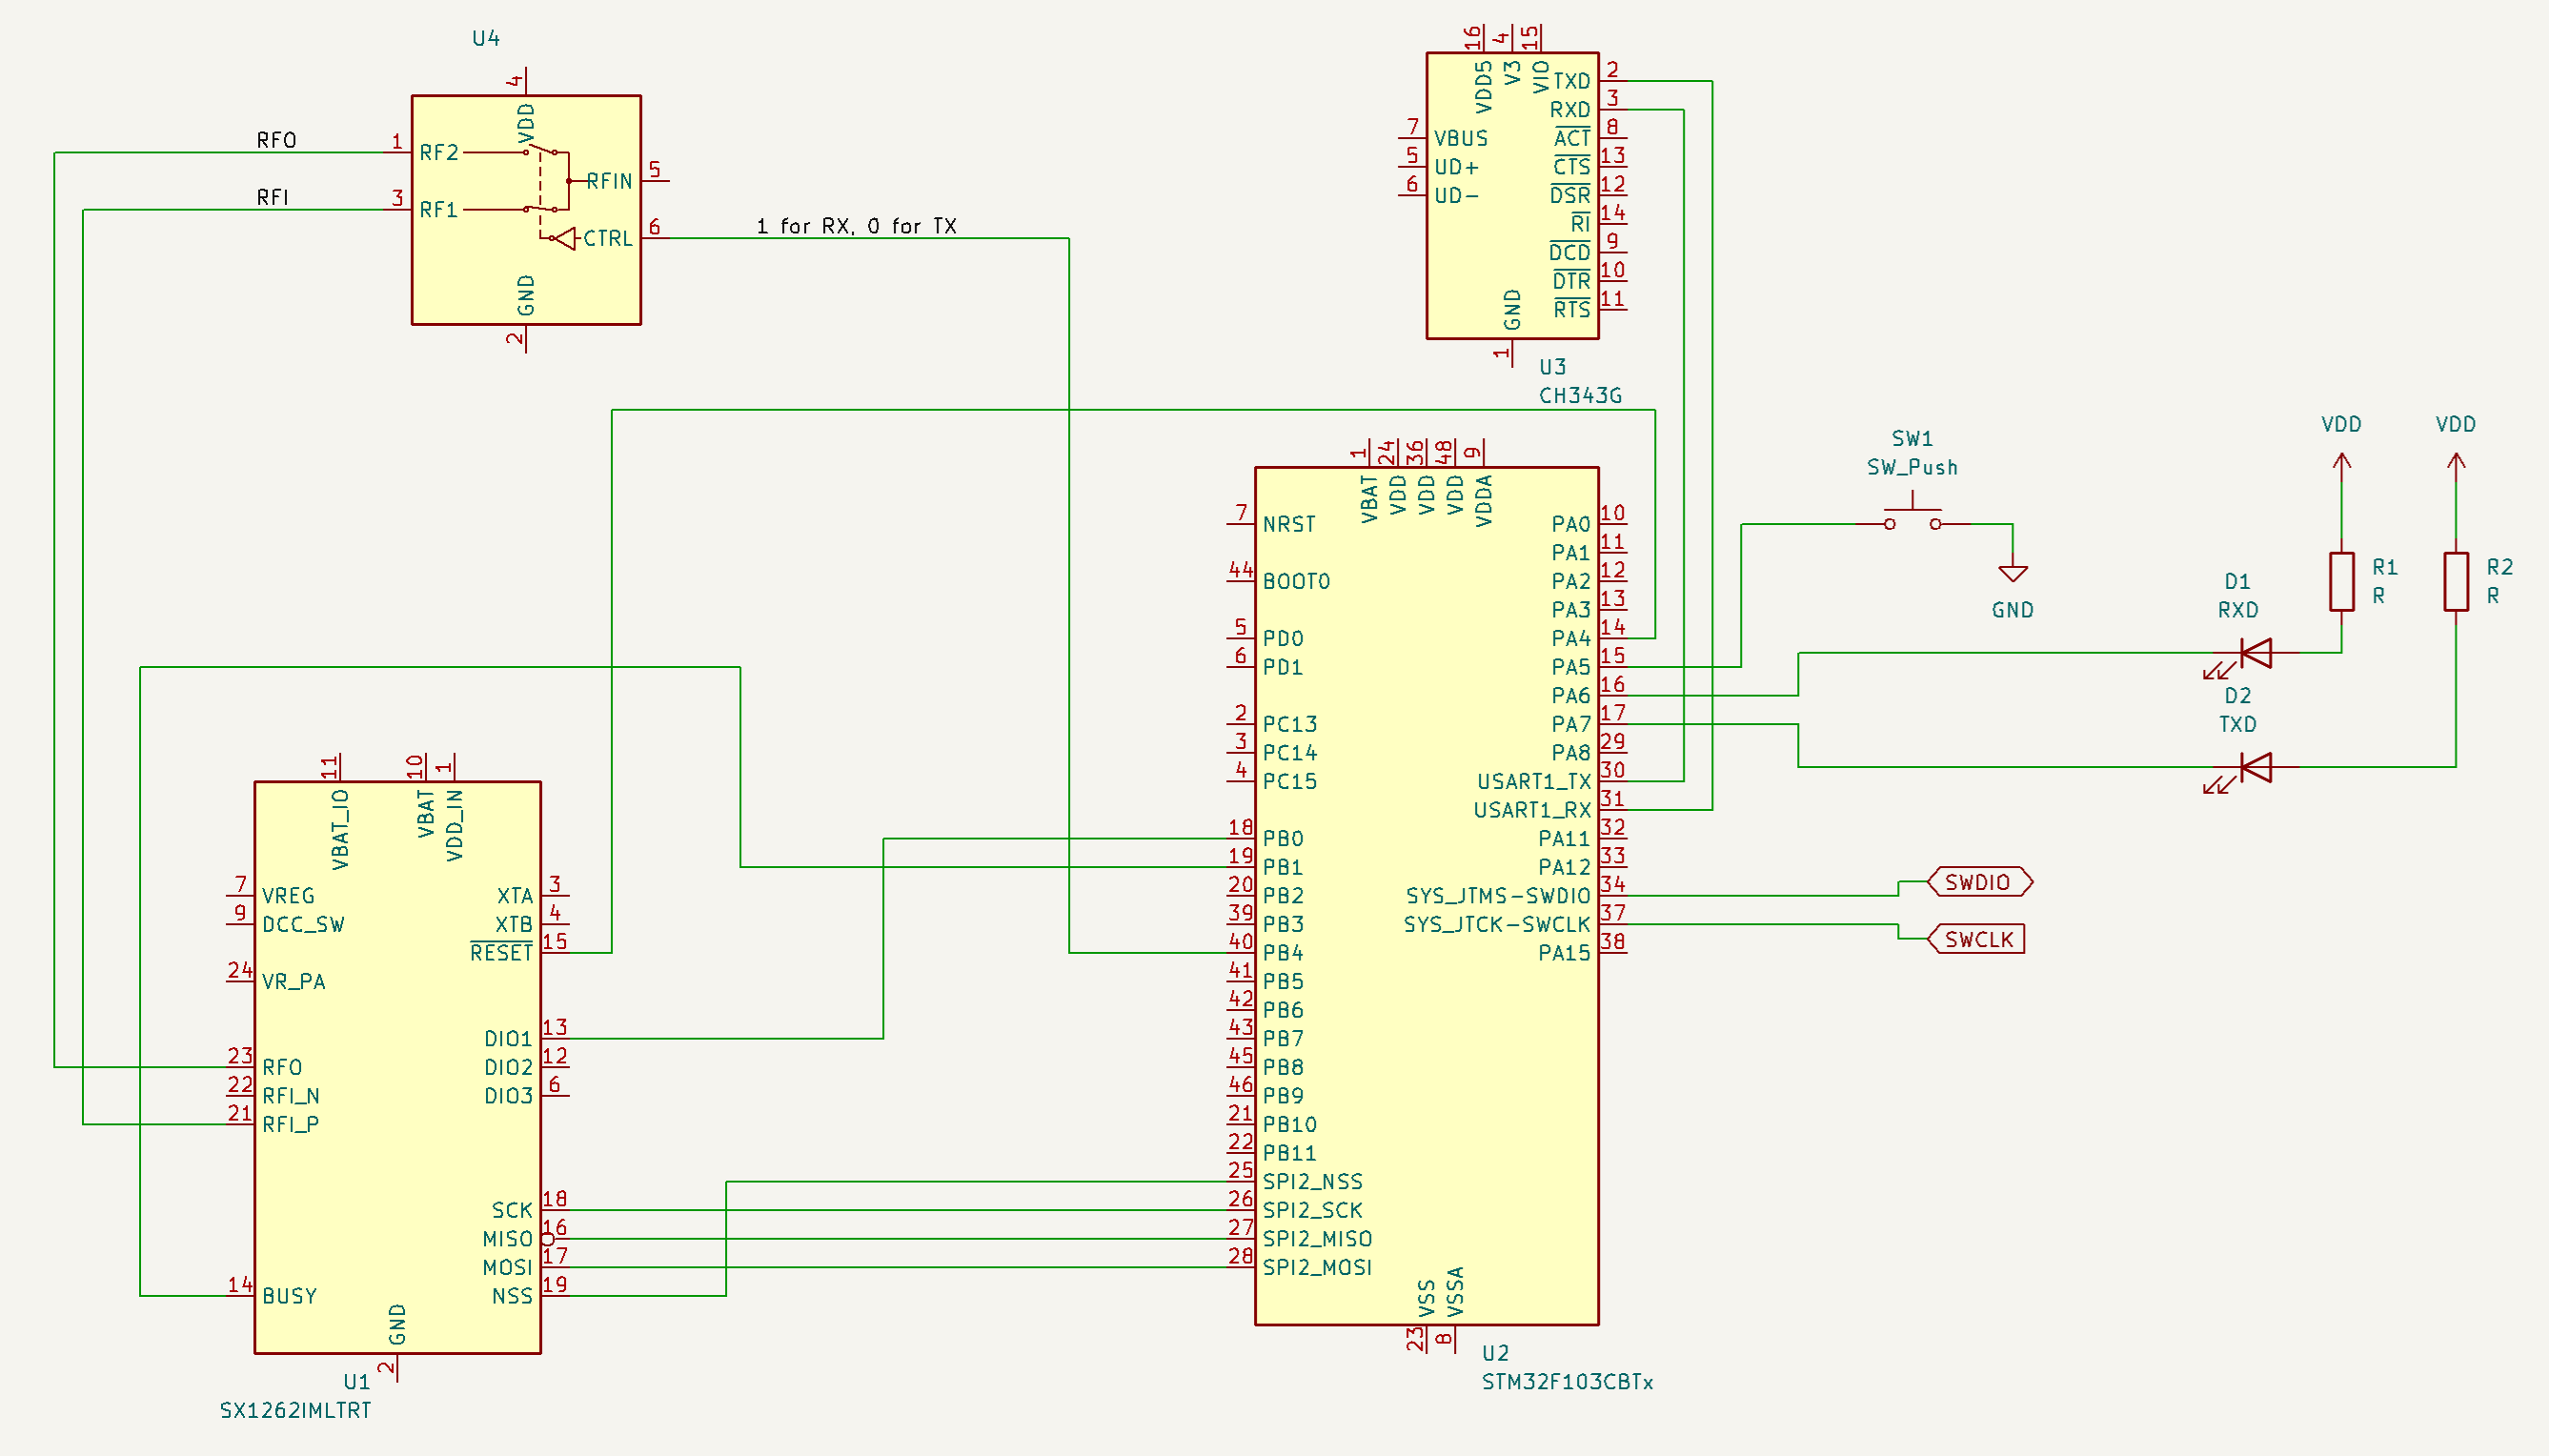 U4
4
VDD
RFO
1
RF2
RFIN
5
RFI
3
RF1
CTRL
6
1 for RX, 0 for TX
GND
2
16
4
15
VDD5
V3
VIO
TXD
2
RXD
3
7
VBUS
ACT
8
5
UD+
CTS
13
6
UD-
DSR
12
RI
14
DCD
9
DTR
10
RTS
11
GND
1
U3
CH343G
1
24
36
48
9
VBAT
VDD
VDD
VDD
VDDA
7
NRST
44
BOOT0
5
PD0
6
PD1
2
PC13
3
PC14
4
PC15
18
PB0
19
PB1
20
PB2
39
PB3
40
PB4
41
PB5
42
PB6
43
PB7
45
PB8
46
PB9
21
PB10
22
PB11
25
SPI2_NSS
26
SPI2_SCK
27
SPI2_MISO
28
SPI2_MOSI
PA0
10
PA1
11
PA2
12
PA3
13
PA4
14
PA5
15
PA6
16
PA7
17
PA8
29
USART1_TX
30
USART1_RX
31
PA11
32
PA12
33
SYS_JTMS-SWDIO
34
SYS_JTCK-SWCLK
37
PA15
38
VSS
VSSA
23
8
U2
STM32F103CBTx
SW1
SW_Push
GND
VDD
VDD
R1
R
R2
R
D1
RXD
D2
TXD
SWDIO
SWCLK
11
10
1
VBAT_IO
VBAT
VDD_IN
7
VREG
9
DCC_SW
24
VR_PA
23
RFO
22
RFI_N
21
RFI_P
14
BUSY
XTA
3
XTB
4
RESET
15
DIO1
13
DIO2
12
DIO3
6
SCK
18
MISO
16
MOSI
17
NSS
19
GND
2
U1
SX1262IMLTRT